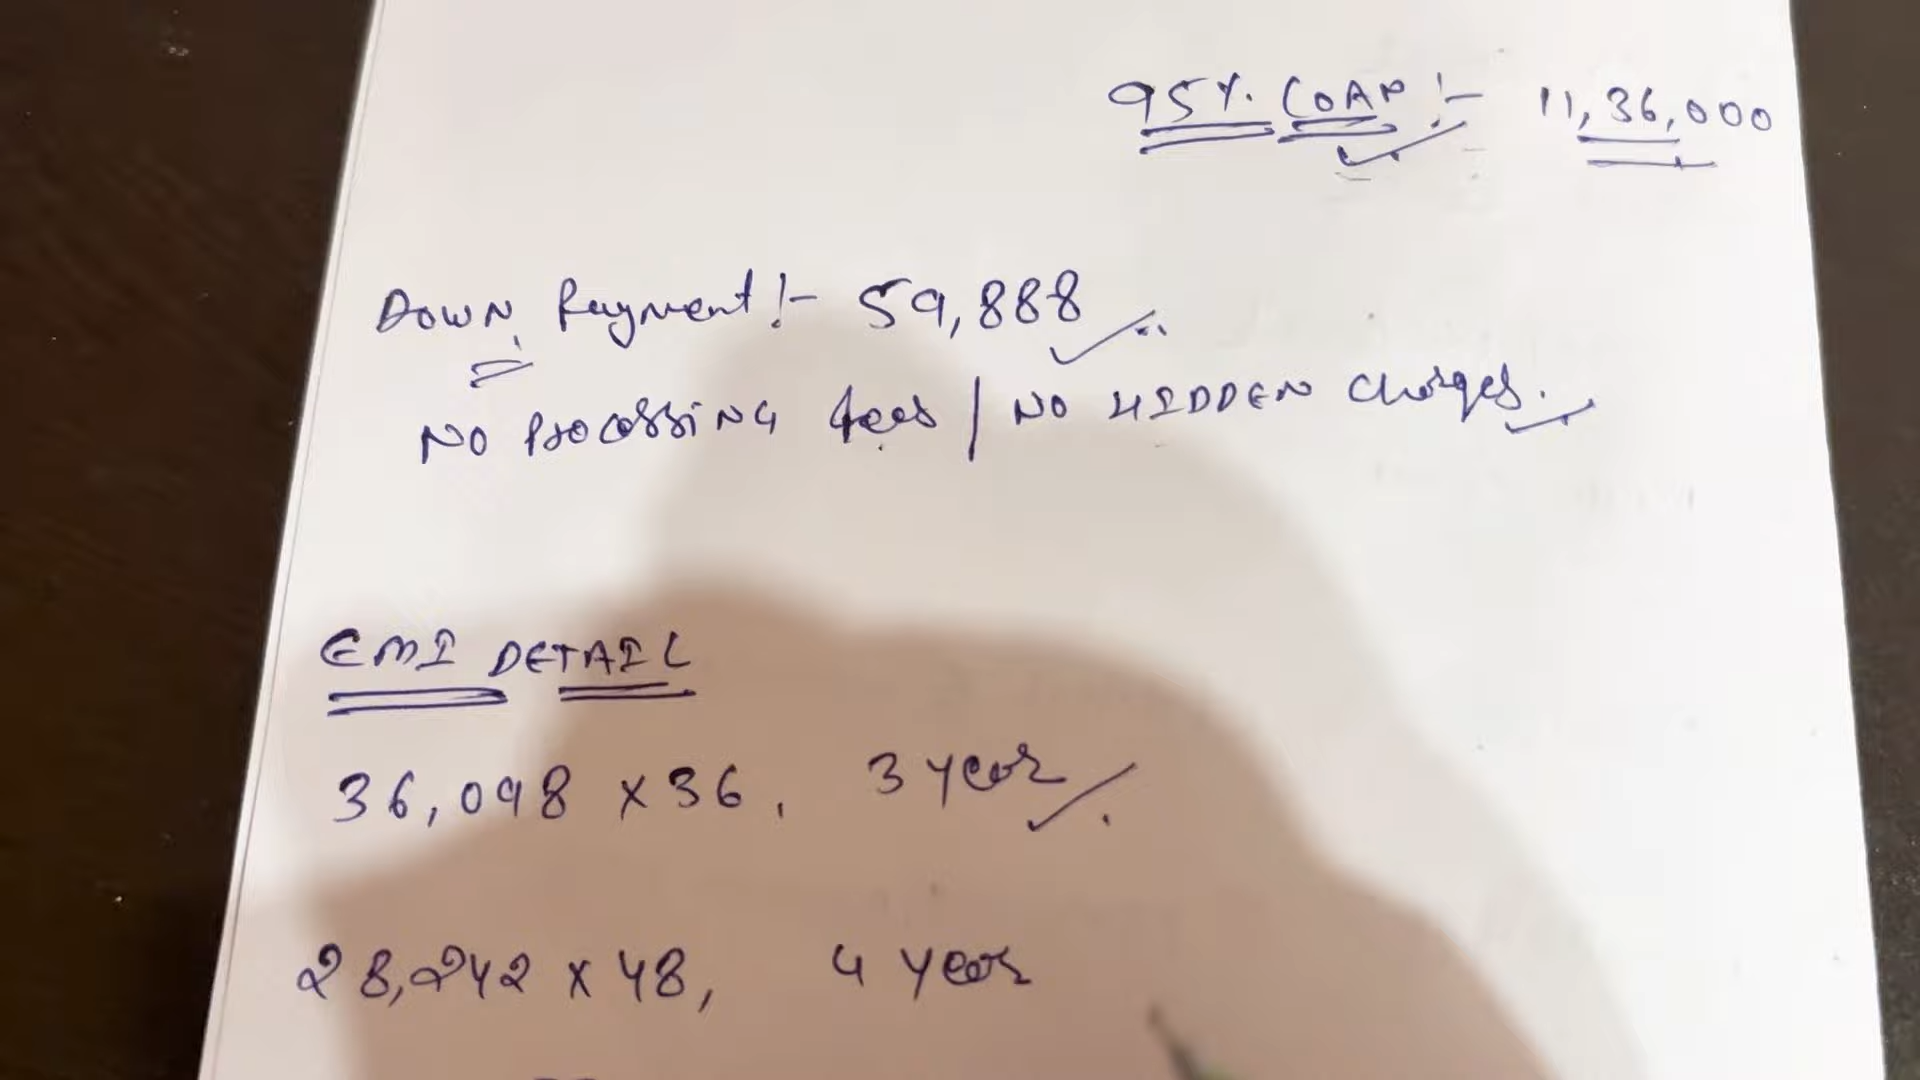 95% LOAN :- 11,36,000
Down Payment :- 59,888
NO Processing fees | NO HIDDEN Charges.
EMI DETAIL
36,098 x 36, 3 year
28,242 x 48, 4 year